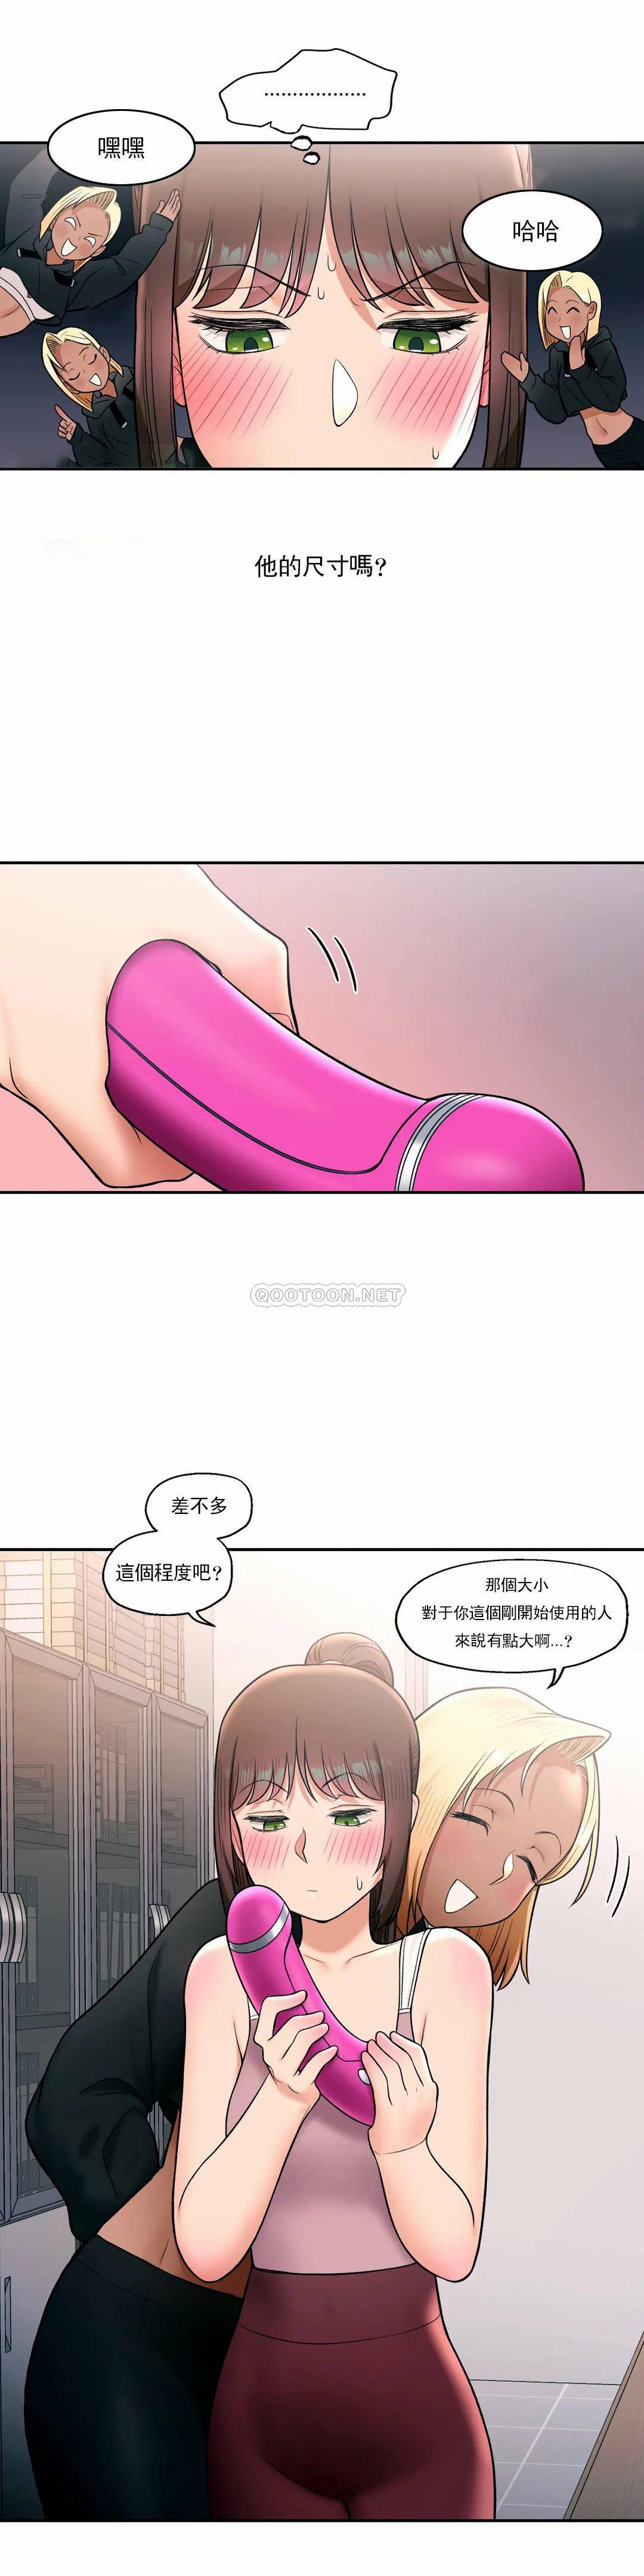 ………………
嘿嘿
哈哈
他的尺寸嗎?
QOOTOON.NET
差不多
這個程度吧?
那個大小
對于你這個剛開始使用的人
來說有點大啊...?